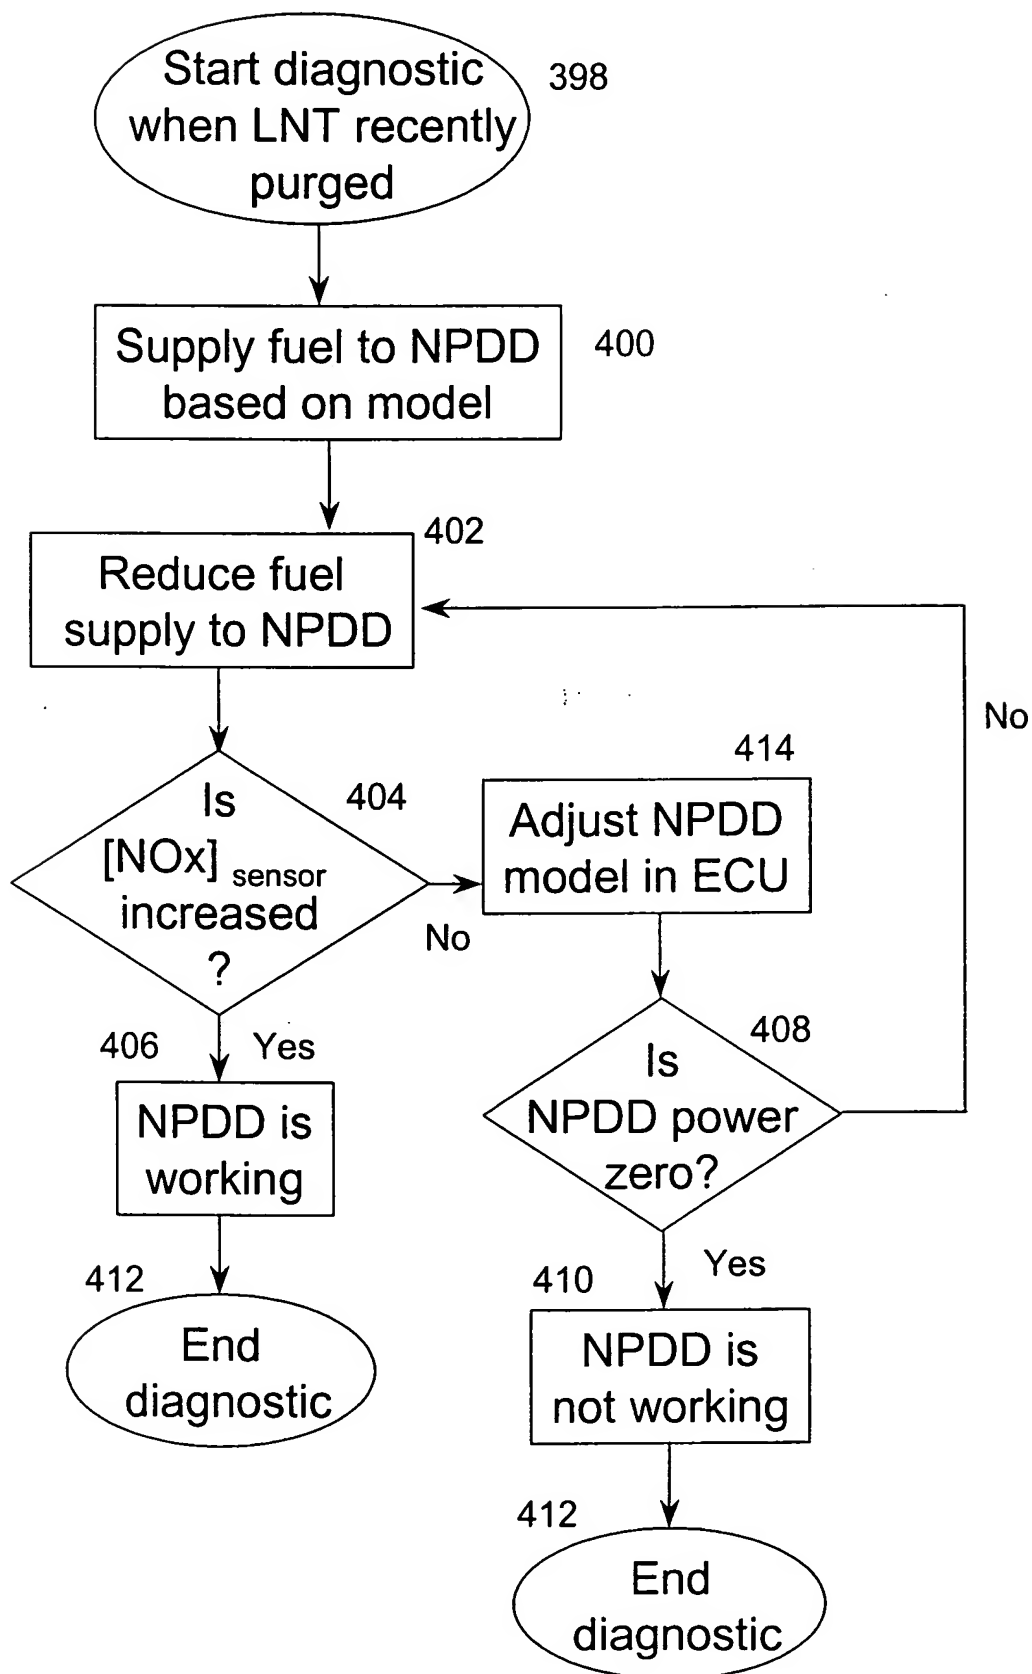 Start diagnostic
when LNT recently
purged
398
Supply fuel to NPDD
based on model
400
402
Reduce fuel
supply to NPDD
No
Is
[NOx] sensor
increased
?
404
No
414
Adjust NPDD
model in ECU
406
Yes
NPDD is
working
408
Is
NPDD power
zero?
412
End
diagnostic
Yes
410
NPDD is
not working
412
End
diagnostic